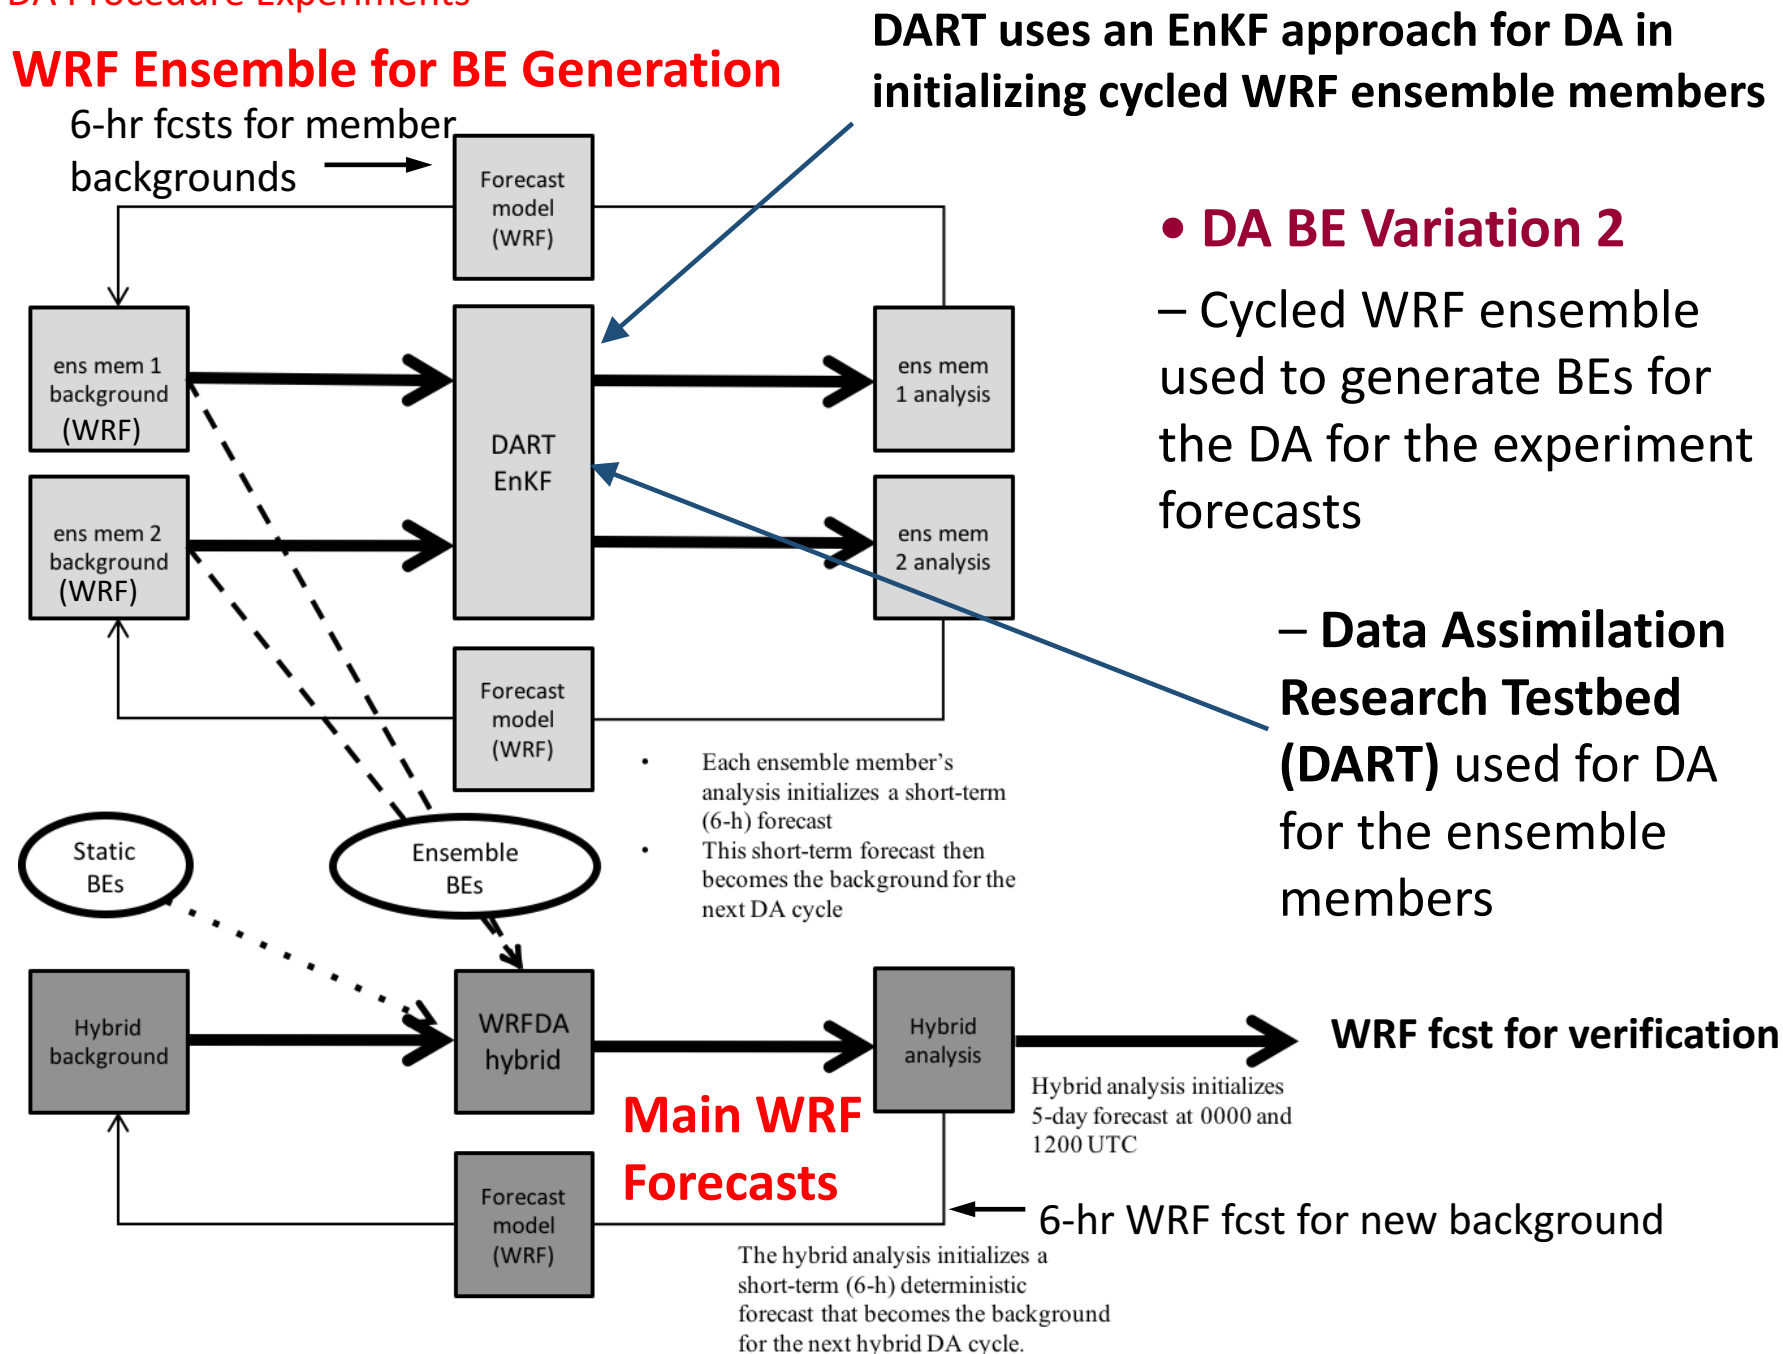 DA Procedure Experiments
WRF Ensemble for BE Generation
DART uses an EnKF approach for DA in
initializing cycled WRF ensemble members
6-hr fcsts for member
backgrounds
Forecast
model
(WRF)
• DA BE Variation 2
– Cycled WRF ensemble
used to generate BEs for
the DA for the experiment
forecasts
ens mem 1
background
(WRF)
DART
EnKF
ens mem
1 analysis
ens mem 2
background
(WRF)
ens mem
2 analysis
– Data Assimilation
Research Testbed
(DART) used for DA
for the ensemble
members
Forecast
model
(WRF)
• Each ensemble member’s
analysis initializes a short-term
(6-h) forecast
• This short-term forecast then
becomes the background for the
next DA cycle
Static
BEs
Ensemble
BEs
Hybrid
background
WRFDA
hybrid
Hybrid
analysis
WRF fcst for verification
Hybrid analysis initializes
5-day forecast at 0000 and
1200 UTC
Main WRF
Forecasts
Forecast
model
(WRF)
6-hr WRF fcst for new background
The hybrid analysis initializes a
short-term (6-h) deterministic
forecast that becomes the background
for the next hybrid DA cycle.